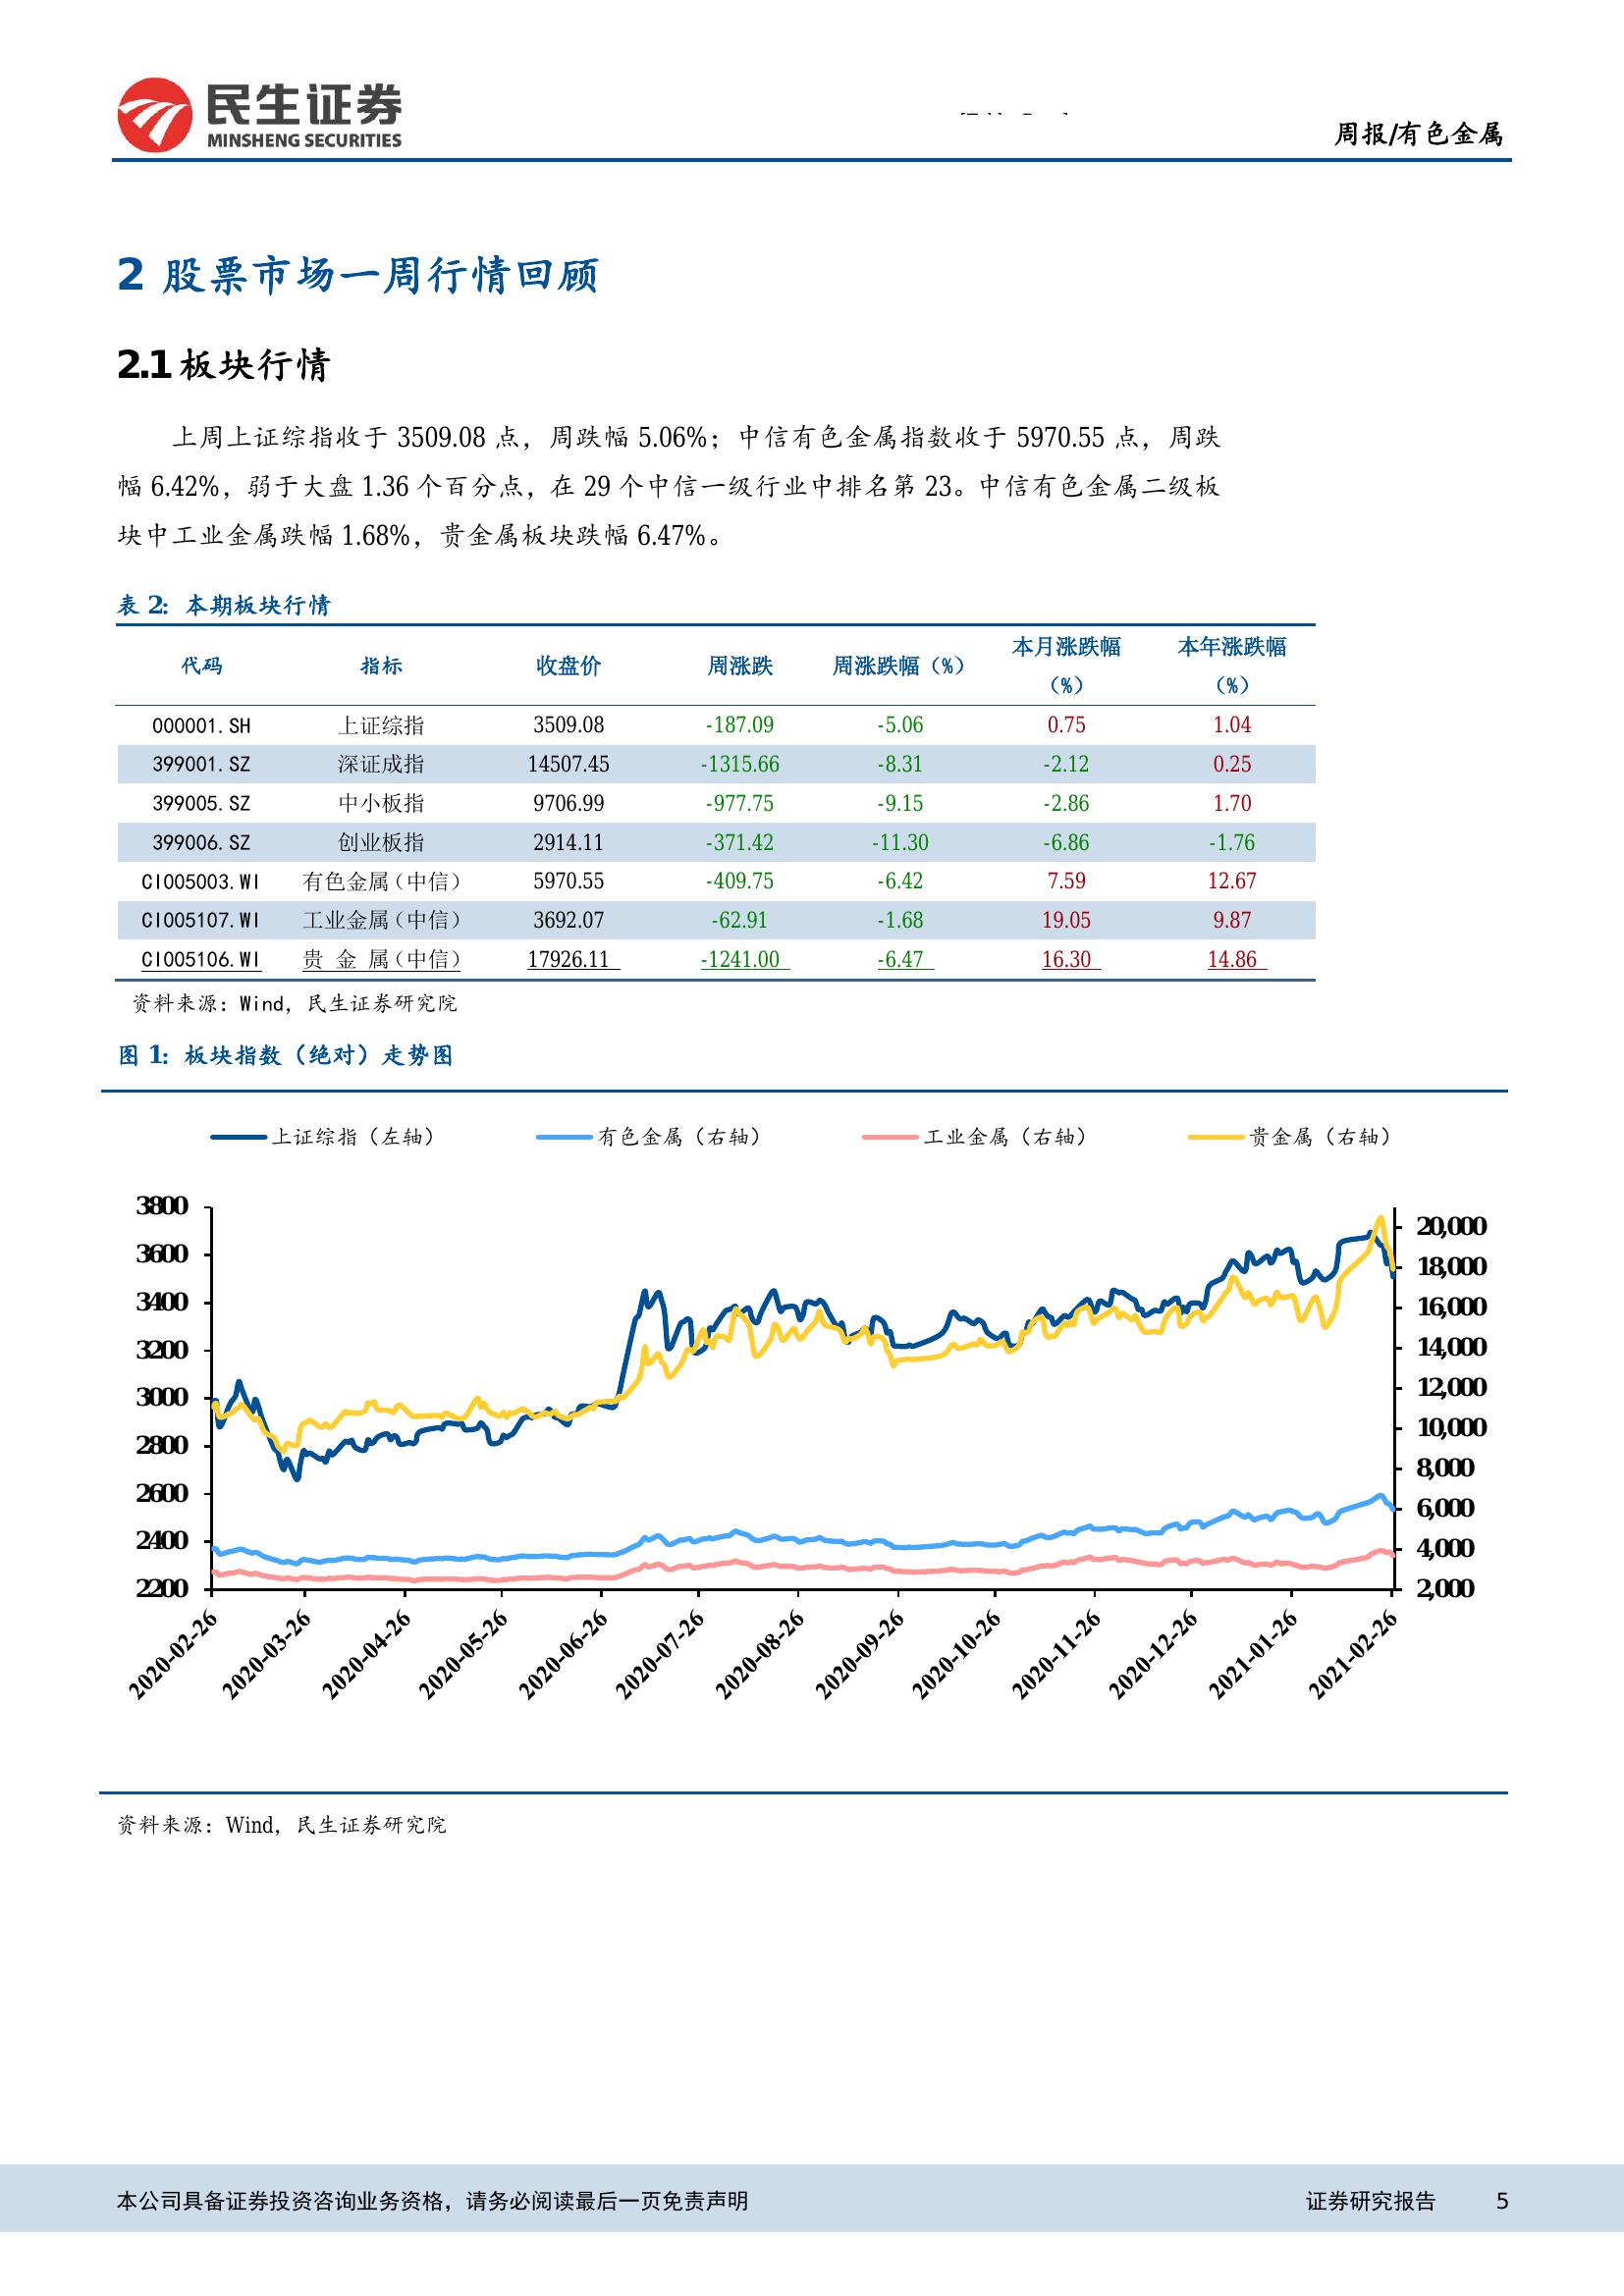 民生证券
MINSHENG SECURITIES
周报/有色金属
2 股票市场一周行情回顾
2.1 板块行情
上周上证综指收于 3509.08 点，周跌幅 5.06%；中信有色金属指数收于 5970.55 点，周跌
幅 6.42%，弱于大盘 1.36 个百分点，在 29 个中信一级行业中排名第 23。中信有色金属二级板
块中工业金属跌幅 1.68%，贵金属板块跌幅 6.47%。
表 2：本期板块行情
代码 指标 收盘价 周涨跌 周涨跌幅（%） 本月涨跌幅（%） 本年涨跌幅（%）
000001.SH 上证综指 3509.08 -187.09 -5.06 0.75 1.04
399001.SZ 深证成指 14507.45 -1315.66 -8.31 -2.12 0.25
399005.SZ 中小板指 9706.99 -977.75 -9.15 -2.86 1.70
399006.SZ 创业板指 2914.11 -371.42 -11.30 -6.86 -1.76
CI005003.WI 有色金属（中信） 5970.55 -409.75 -6.42 7.59 12.67
CI005107.WI 工业金属（中信） 3692.07 -62.91 -1.68 19.05 9.87
CI005106.WI 贵 金 属（中信） 17926.11 -1241.00 -6.47 16.30 14.86
资料来源：Wind，民生证券研究院
图 1：板块指数（绝对）走势图
上证综指（左轴） 有色金属（右轴） 工业金属（右轴） 贵金属（右轴）
3800
3600
3400
3200
3000
2800
2600
2400
2200
20,000
18,000
16,000
14,000
12,000
10,000
8,000
6,000
4,000
2,000
2020-02-26
2020-03-26
2020-04-26
2020-05-26
2020-06-26
2020-07-26
2020-08-26
2020-09-26
2020-10-26
2020-11-26
2020-12-26
2021-01-26
2021-02-26
资料来源：Wind，民生证券研究院
本公司具备证券投资咨询业务资格，请务必阅读最后一页免责声明 证券研究报告 5